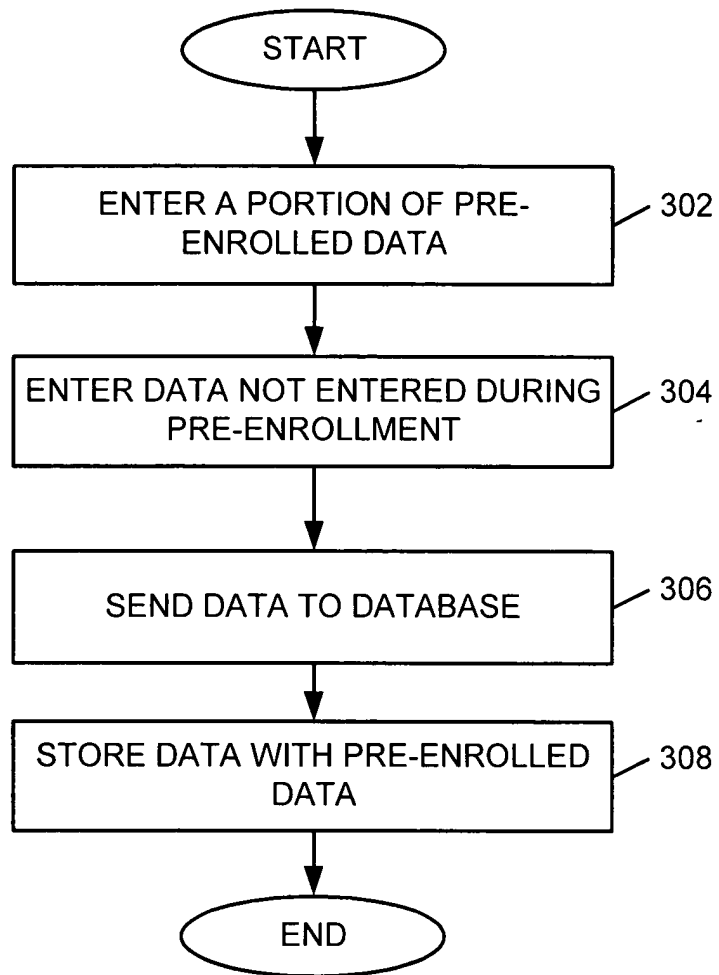 START
ENTER A PORTION OF PRE-
ENROLLED DATA
302
ENTER DATA NOT ENTERED DURING
PRE-ENROLLMENT
304
SEND DATA TO DATABASE
306
STORE DATA WITH PRE-ENROLLED
DATA
308
END